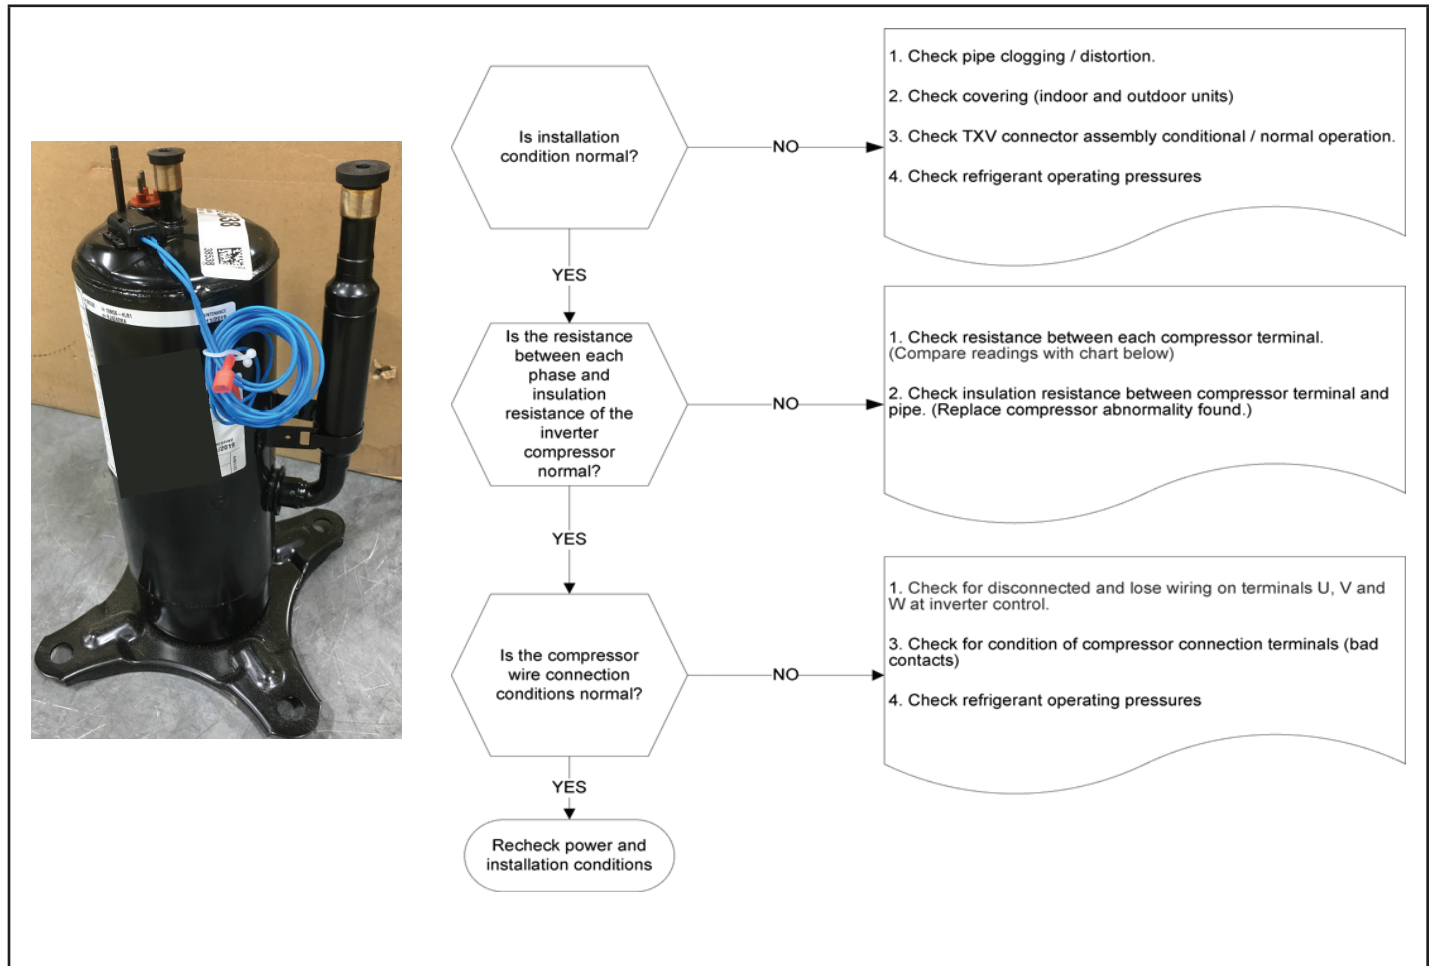 Is installation
condition normal?
NO
1. Check pipe clogging / distortion.
2. Check covering (indoor and outdoor units)
3. Check TXV connector assembly conditional / normal operation.
4. Check refrigerant operating pressures
YES
Is the resistance
between each
phase and
insulation
resistance of the
inverter
compressor
normal?
NO
1. Check resistance between each compressor terminal.
(Compare readings with chart below)
2. Check insulation resistance between compressor terminal and
pipe. (Replace compressor abnormality found.)
YES
Is the compressor
wire connection
conditions normal?
NO
1. Check for disconnected and lose wiring on terminals U, V and
W at inverter control.
3. Check for condition of compressor connection terminals (bad
contacts)
4. Check refrigerant operating pressures
YES
Recheck power and
installation conditions
38538